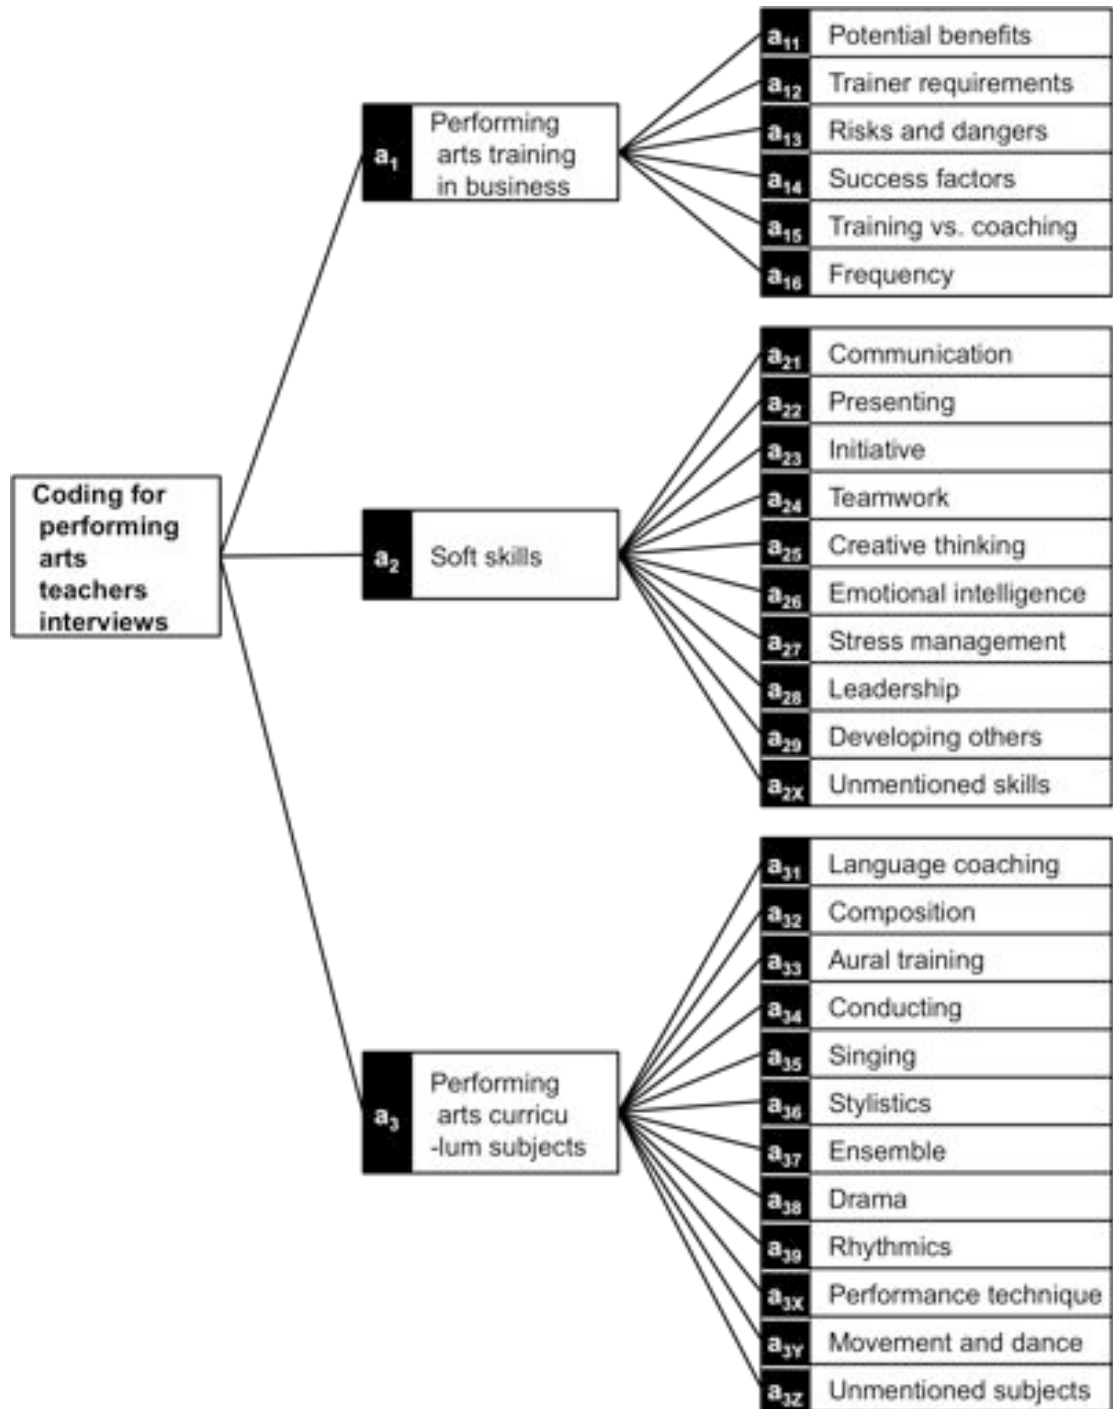 Coding for
performing
arts
teachers
interviews
a1
Performing
arts training
in business
a11 Potential benefits
a12 Trainer requirements
a13 Risks and dangers
a14 Success factors
a15 Training vs. coaching
a16 Frequency
a2 Soft skills
a21 Communication
a22 Presenting
a23 Initiative
a24 Teamwork
a25 Creative thinking
a26 Emotional intelligence
a27 Stress management
a28 Leadership
a29 Developing others
a2X Unmentioned skills
a3
Performing
arts curricu
-lum subjects
a31 Language coaching
a32 Composition
a33 Aural training
a34 Conducting
a35 Singing
a36 Stylistics
a37 Ensemble
a38 Drama
a39 Rhythmics
a3X Performance technique
a3Y Movement and dance
a3Z Unmentioned subjects